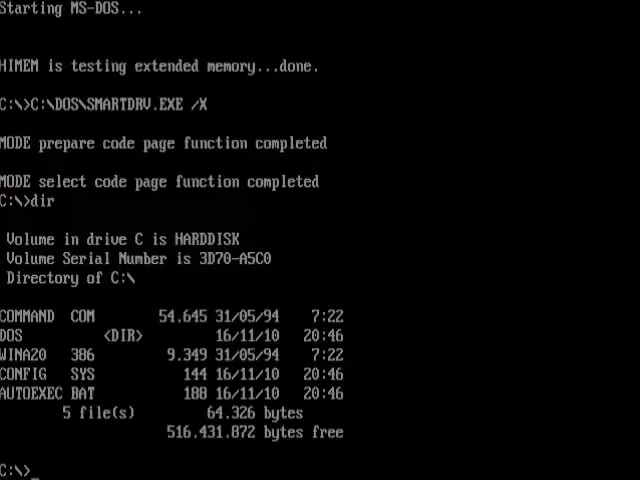 Starting MS-DOS...
HIMEM is testing extended memory...done.
C:\>C:\DOS\SMARTDRV.EXE /X
MODE prepare code page function completed
MODE select code page function completed
C:\>dir
Volume in drive C is HARDDISK
Volume Serial Number is 3D70-A5C0
Directory of C:\
COMMAND  COM        54.645 31/05/94    7:22
DOS          <DIR>         16/11/10   20:46
WINA20   386         9.349 31/05/94    7:22
CONFIG   SYS           144 16/11/10   20:46
AUTOEXEC BAT           188 16/11/10   20:46
5 file(s)         64.326 bytes
516.431.872 bytes free
C:\>_